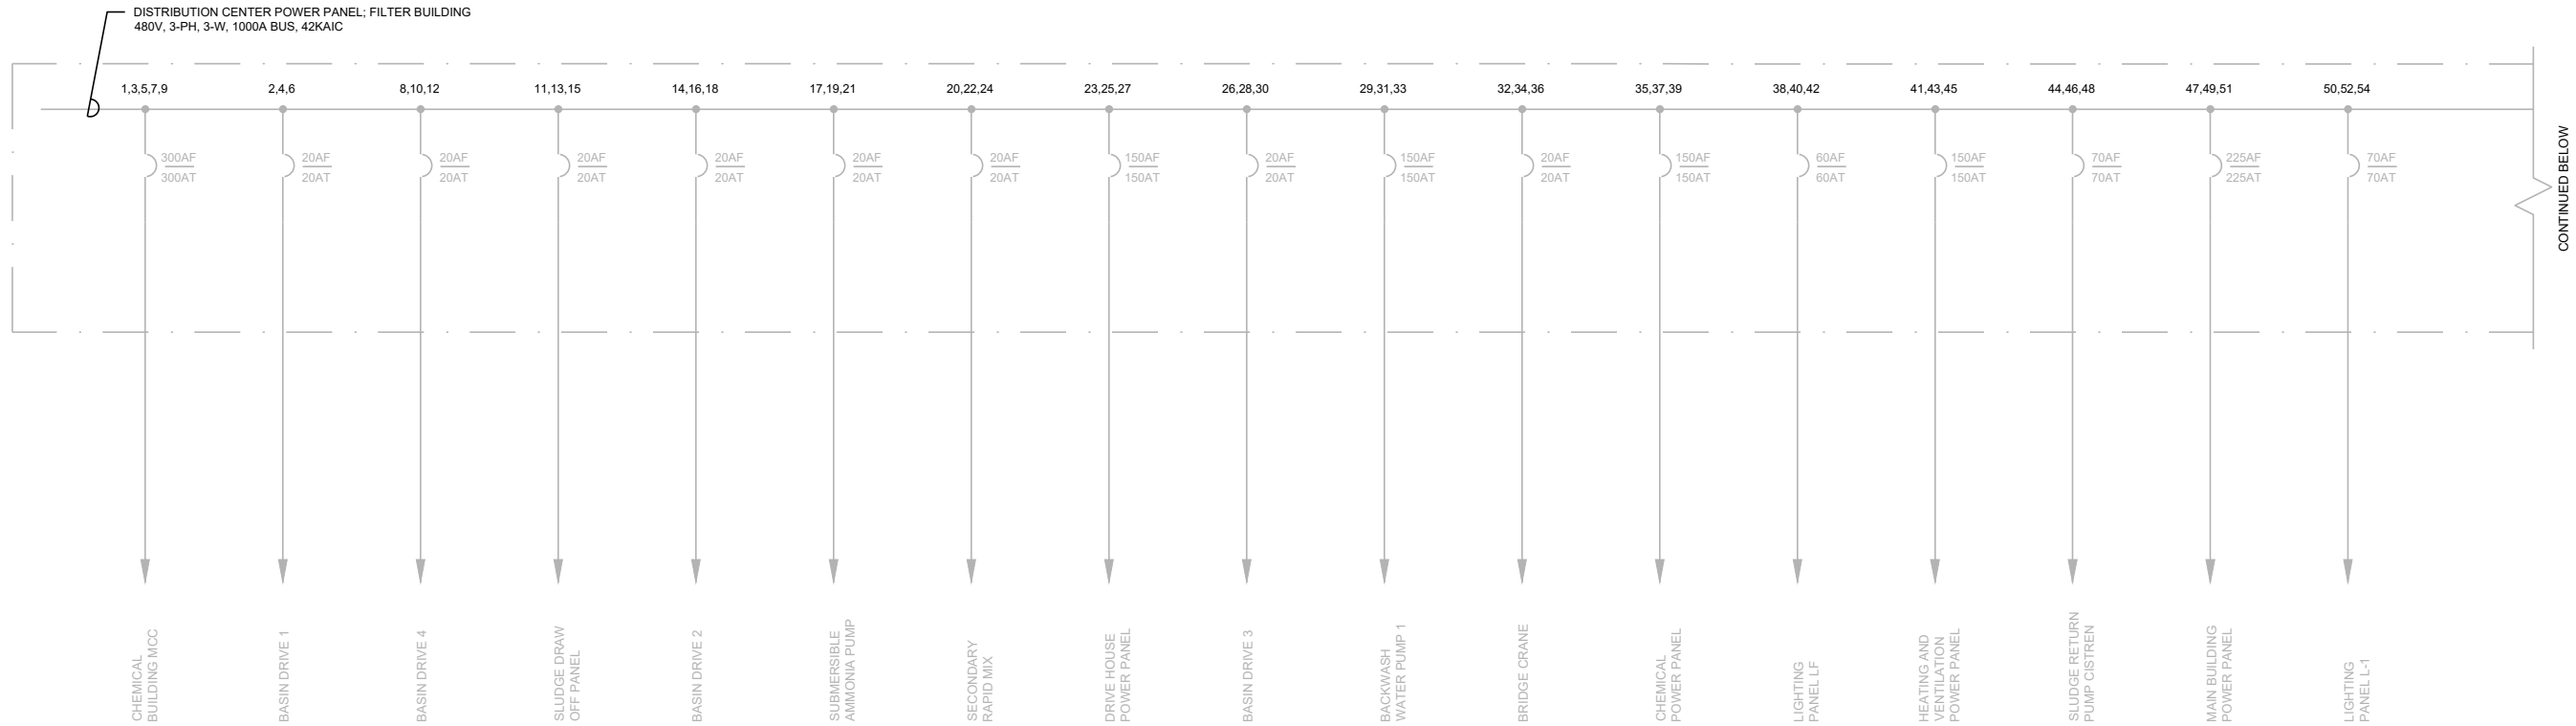 DISTRIBUTION CENTER POWER PANEL; FILTER BUILDING
480V, 3-PH, 3-W, 1000A BUS, 42KAIC
1,3,5,7,9
2,4,6
8,10,12
11,13,15
14,16,18
17,19,21
20,22,24
23,25,27
26,28,30
29,31,33
32,34,36
35,37,39
38,40,42
41,43,45
44,46,48
47,49,51
50,52,54
300AF
300AT
20AF
20AT
20AF
20AT
20AF
20AT
20AF
20AT
20AF
20AT
20AF
20AT
150AF
150AT
20AF
20AT
150AF
150AT
20AF
20AT
150AF
150AT
60AF
60AT
150AF
150AT
70AF
70AT
225AF
225AT
70AF
70AT
CONTINUED BELOW
CHEMICAL
BUILDING MCC
BASIN DRIVE 1
BASIN DRIVE 4
SLUDGE DRAW
OFF PANEL
BASIN DRIVE 2
SUBMERSIBLE
AMMONIA PUMP
SECONDARY
RAPID MIX
DRIVE HOUSE
POWER PANEL
BASIN DRIVE 3
BACKWASH
WATER PUMP 1
BRIDGE CRANE
CHEMICAL
POWER PANEL
LIGHTING
PANEL LF
HEATING AND
VENTILATION
POWER PANEL
SLUDGE RETURN
PUMP CISTREN
MAIN BUILDING
POWER PANEL
LIGHTING
PANEL L-1